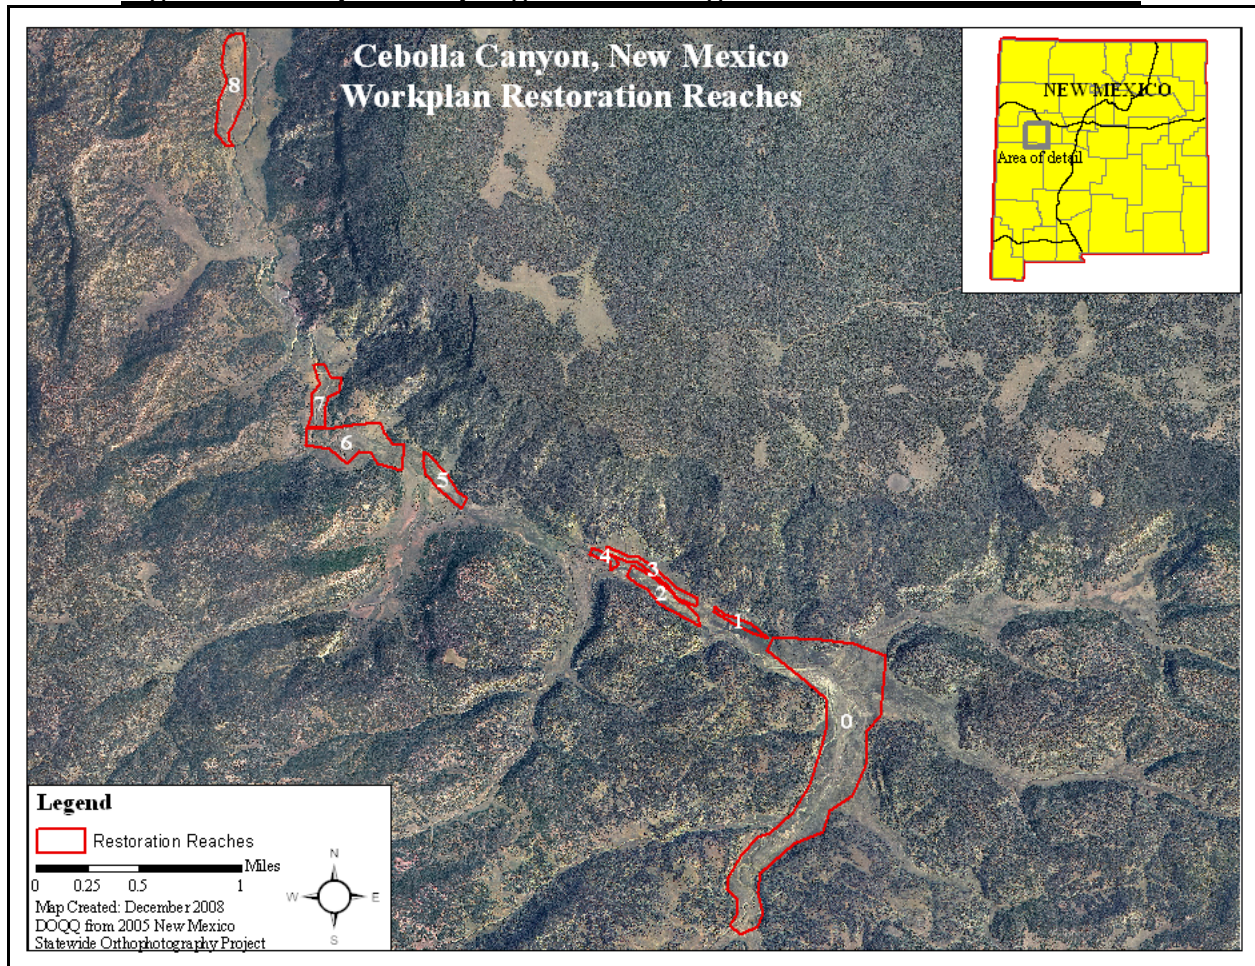 Cebolla Canyon, New Mexico
Workplan Restoration Reaches
NEW MEXICO
Area of detail
8
7
6
5
4
3
2
1
0
Legend
Restoration Reaches
Miles
0 0.25 0.5 1
Map Created: December 2008
DOQQ from 2005 New Mexico
Statewide Orthophotography Project
N
W E
S